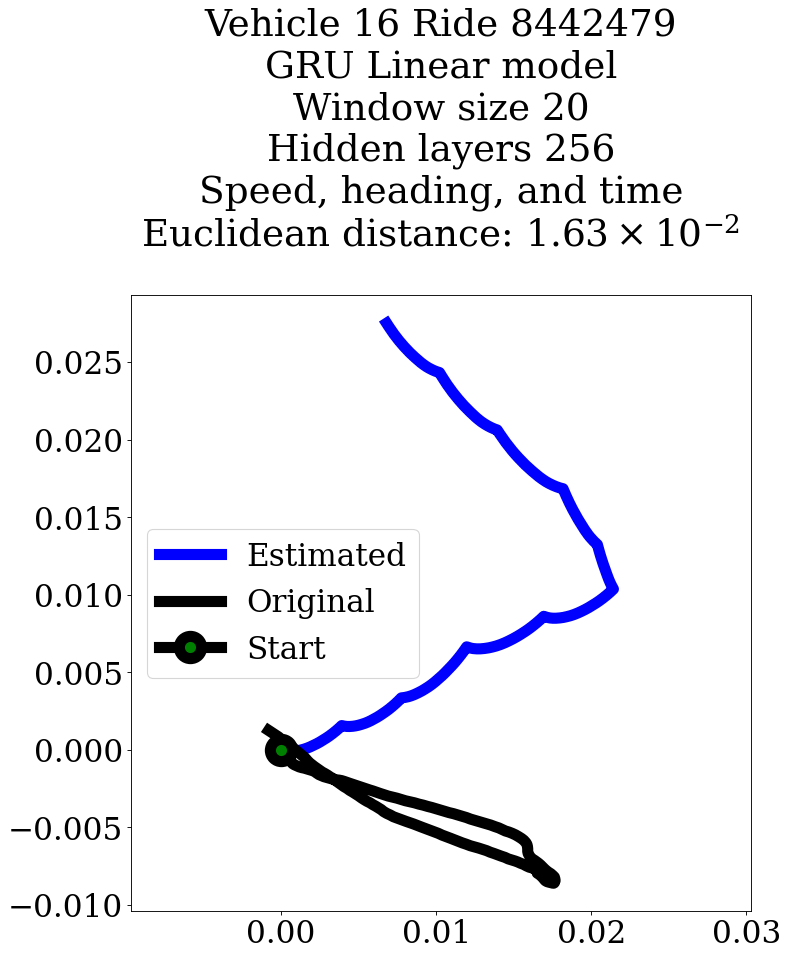 Vehicle 16 Ride 8442479
GRU Linear model
Window size 20
Hidden layers 256
Speed, heading, and time
Euclidean distance: 1.63 × 10⁻²
0.025
0.020
0.015
0.010
0.005
0.000
−0.005
−0.010
Estimated
Original
Start
0.00 0.01 0.02 0.03